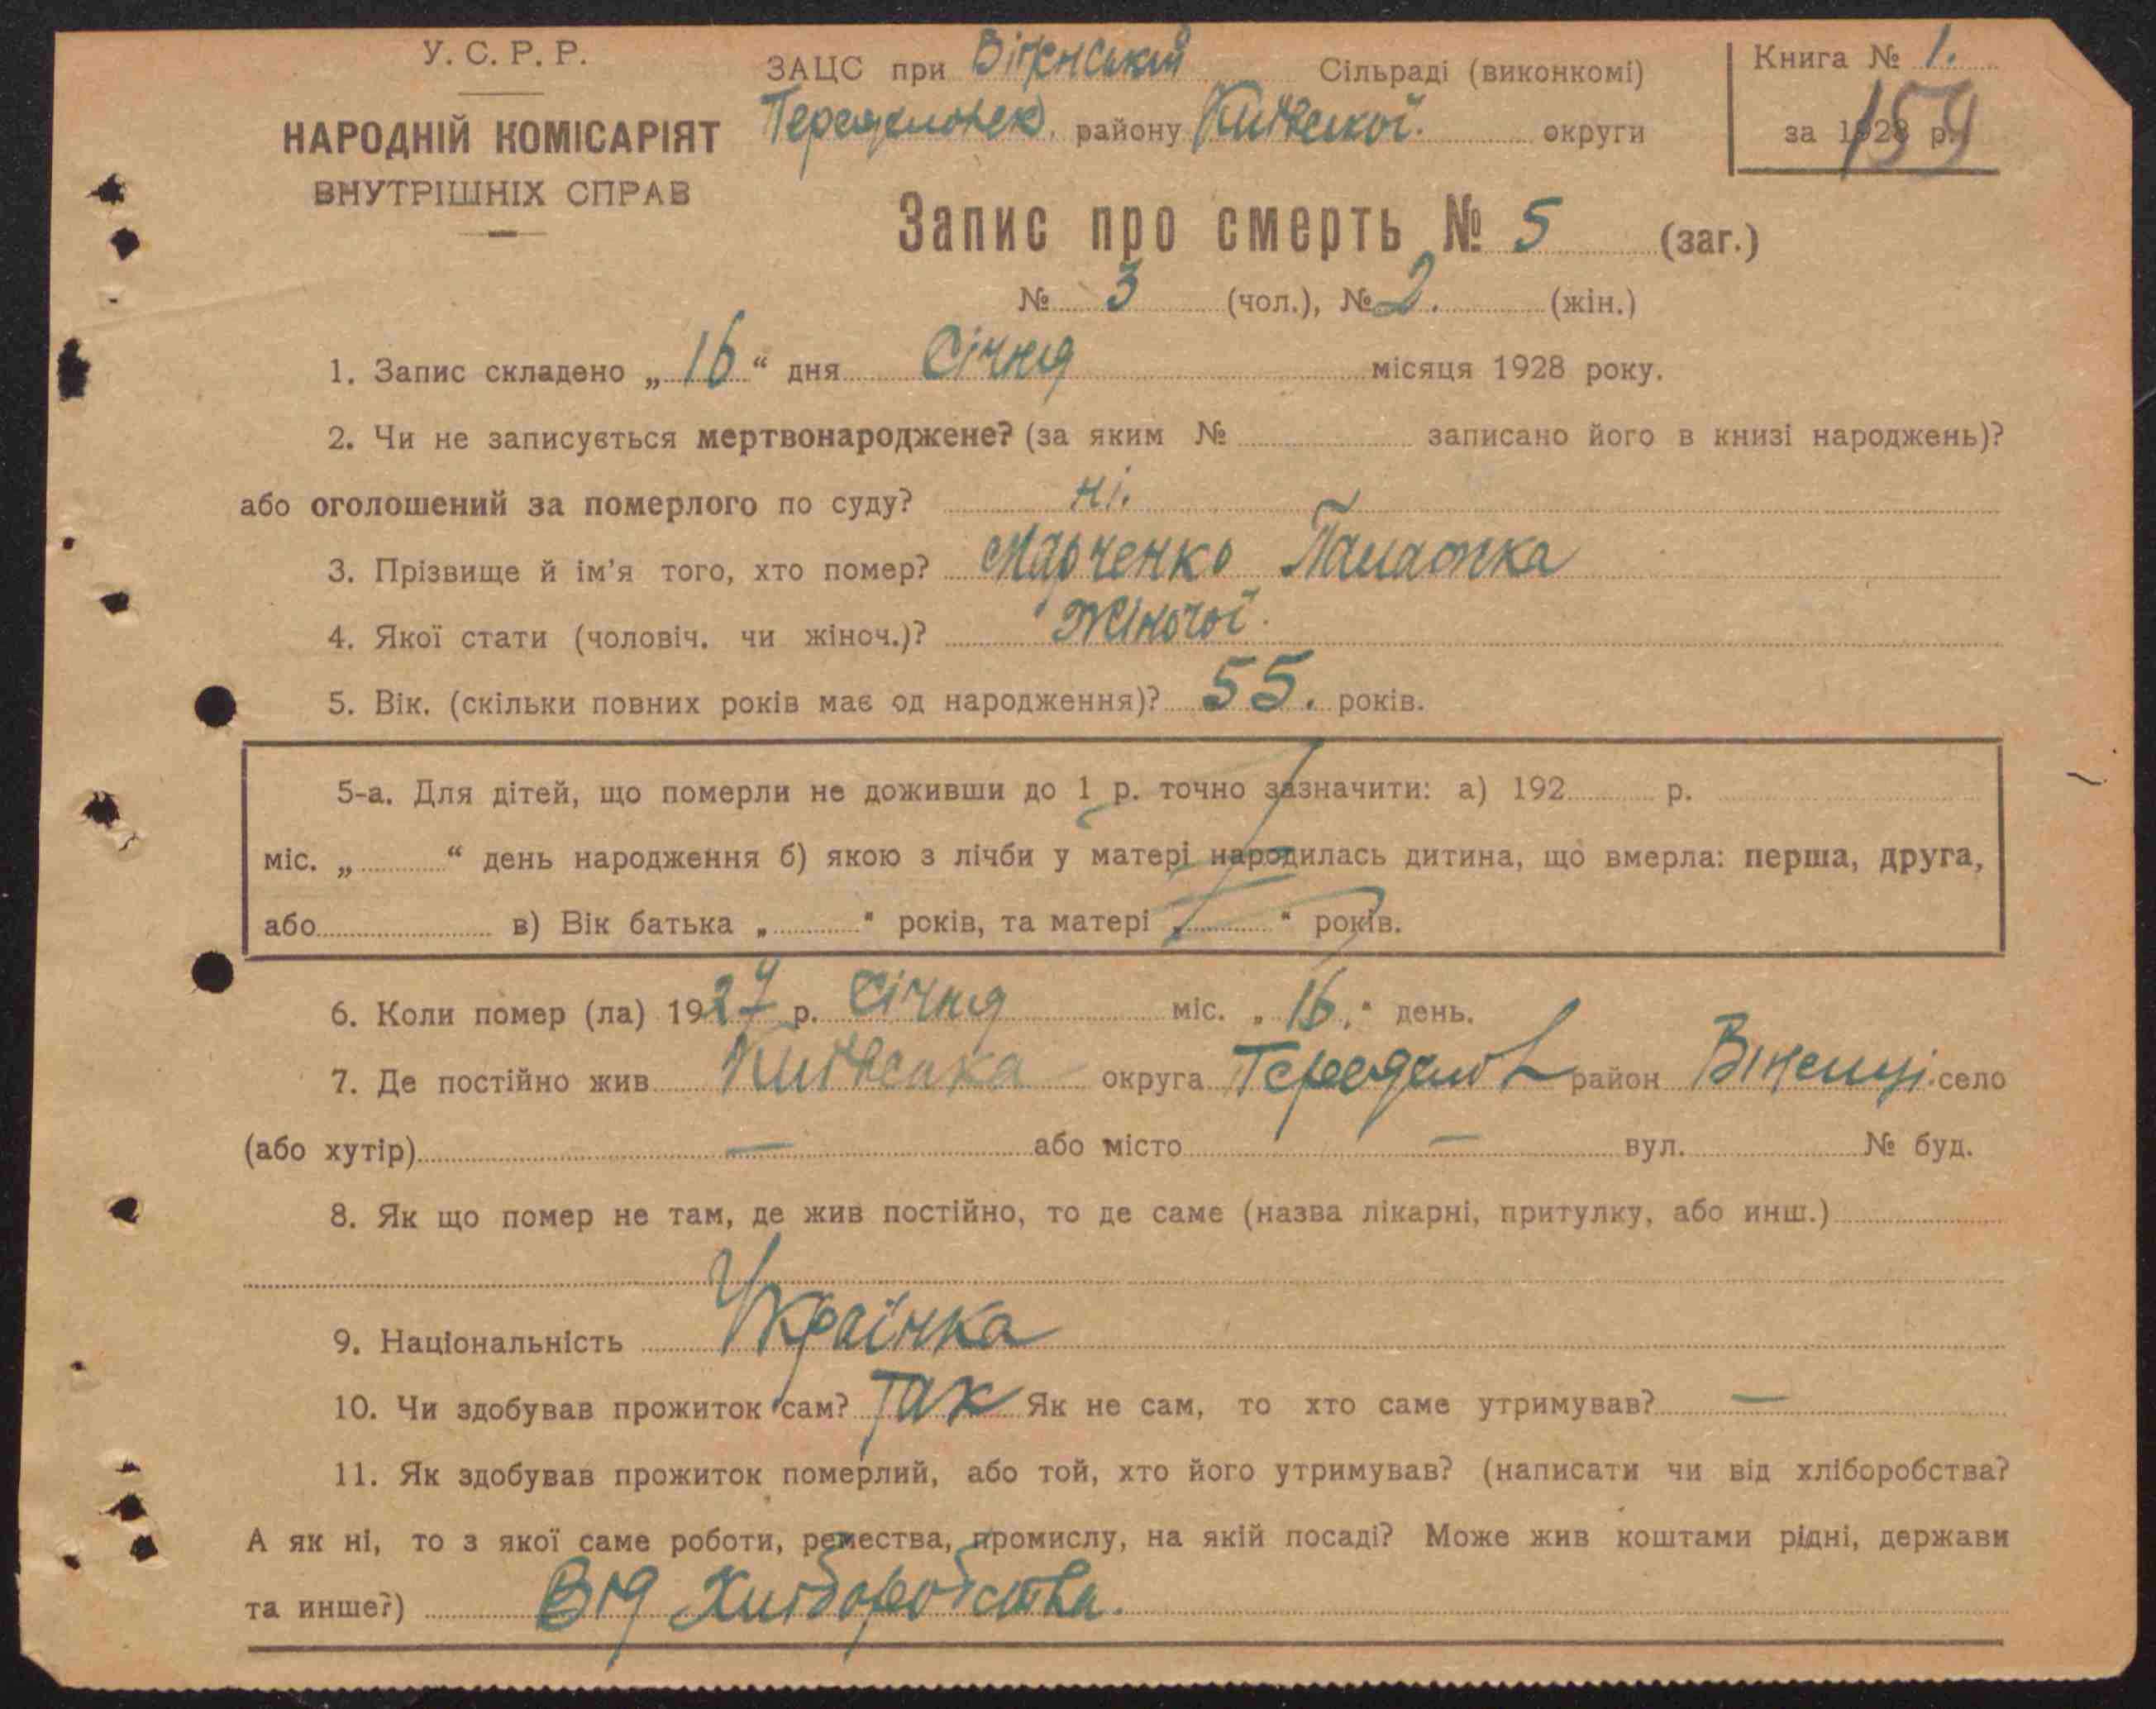 У. С. Р. Р.
НАРОДНІЙ КОМІСАРІЯТ
ВНУТРІШНІХ СПРАВ
ЗАЦС при Вітенський Сільраді (виконкомі)
району Київської. округи
Книга № 1.
за 1928 р.
159
Запис про смерть № 5 (заг.)
№ 3 (чол.), № 2. (жін.)
1. Запис складено „16“ дня Січня місяця 1928 року.
2. Чи не записується мертвонароджене? (за яким № записано його в книзі народжень)?
або оголошений за померлого по суду? ні.
3. Прізвище й ім'я того, хто помер? Марченко
4. Якої стати (чоловіч. чи жіноч.)? Жіночої.
5. Вік. (скільки повних років має од народження)? 55. років.
5-а. Для дітей, що померли не доживши до 1 р. точно зазначити: а) 192 р.
міс. „ “ день народження б) якою з лічби у матері народилась дитина, що вмерла: перша, друга,
або в) Вік батька „ “ років, та матері „ “ років.
6. Коли помер (ла) 1927 р. Січня міс. „16.“ день.
7. Де постійно жив Київська округа район село
(або хутір) — або місто — вул. № буд.
8. Як що помер не там, де жив постійно, то де саме (назва лікарні, притулку, або инш.)
9. Національність Українка
10. Чи здобував прожиток сам? Так Як не сам, то хто саме утримував? —
11. Як здобував прожиток померлий, або той, хто його утримував? (написати чи від хліборобства?
А як ні, то з якої саме роботи, ремества, промислу, на якій посаді? Може жив коштами рідні, держави
та инше?) Від Хліборобства.